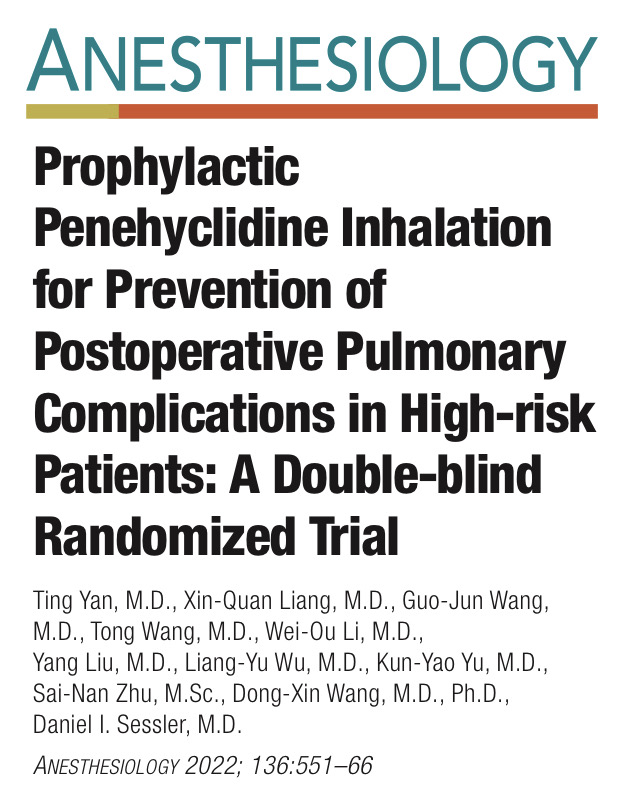 ANESTHESIOLOGY
Prophylactic
Penehyclidine Inhalation
for Prevention of
Postoperative Pulmonary
Complications in High-risk
Patients: A Double-blind
Randomized Trial
Ting Yan, M.D., Xin-Quan Liang, M.D., Guo-Jun Wang,
M.D., Tong Wang, M.D., Wei-Ou Li, M.D.,
Yang Liu, M.D., Liang-Yu Wu, M.D., Kun-Yao Yu, M.D.,
Sai-Nan Zhu, M.Sc., Dong-Xin Wang, M.D., Ph.D.,
Daniel I. Sessler, M.D.
ANESTHESIOLOGY 2022; 136:551–66